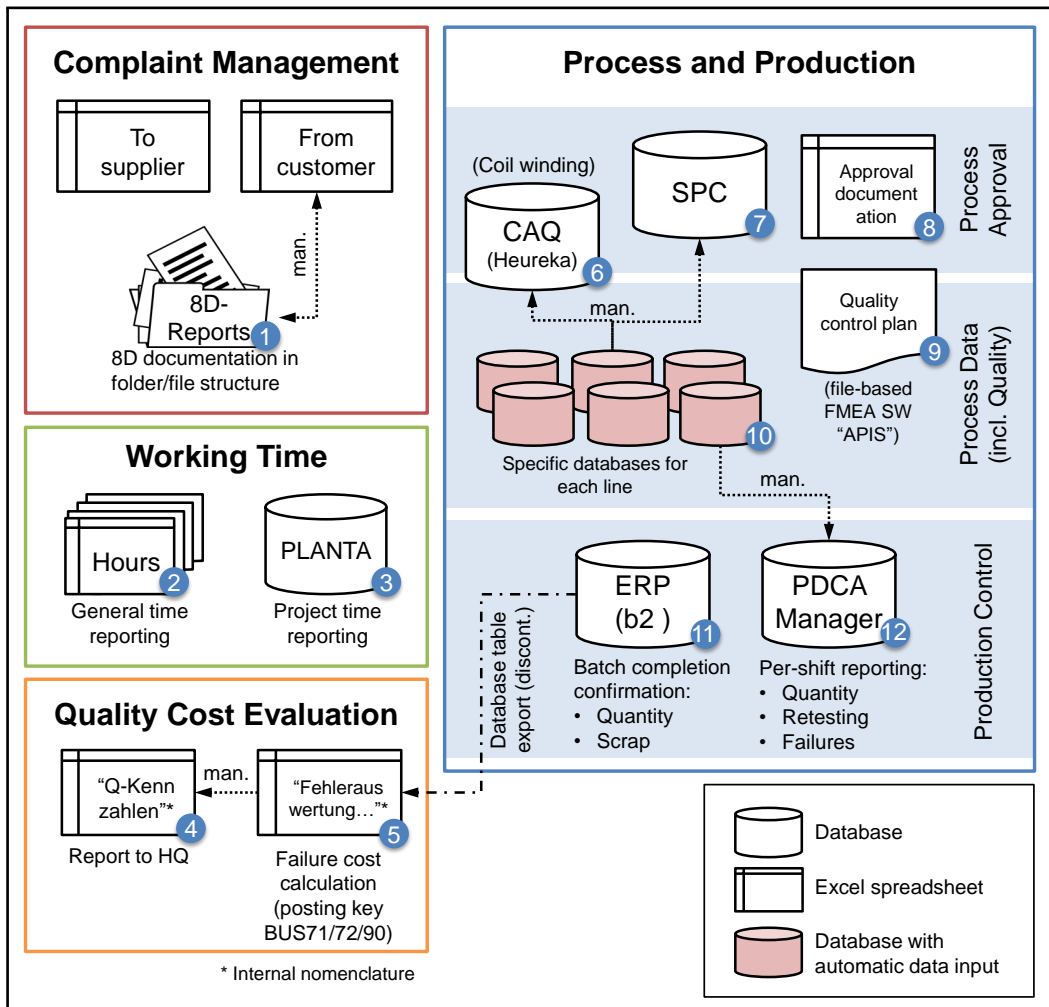 Complaint Management
To
supplier
From
customer
man.
8D-
Reports
1
8D documentation in
folder/file structure
Working Time
Hours
2
General time
reporting
PLANTA
3
Project time
reporting
Quality Cost Evaluation
“Q-Kenn
zahlen”*
4
Report to HQ
man.
“Fehleraus
wertung…”*
5
Failure cost
calculation
(posting key
BUS71/72/90)
* Internal nomenclature
Database table
export (discont.)
Process and Production
Process
Approval
(Coil winding)
CAQ
(Heureka)
6
SPC
7
Approval
document
ation
8
Process Data
(incl. Quality)
man.
Quality
control plan
9
(file-based
FMEA SW
“APIS”)
10
Specific databases for
each line
man.
Production Control
ERP
(b2 )
11
Batch completion
confirmation:
• Quantity
• Scrap
PDCA
Manager
12
Per-shift reporting:
• Quantity
• Retesting
• Failures
Database
Excel spreadsheet
Database with
automatic data input